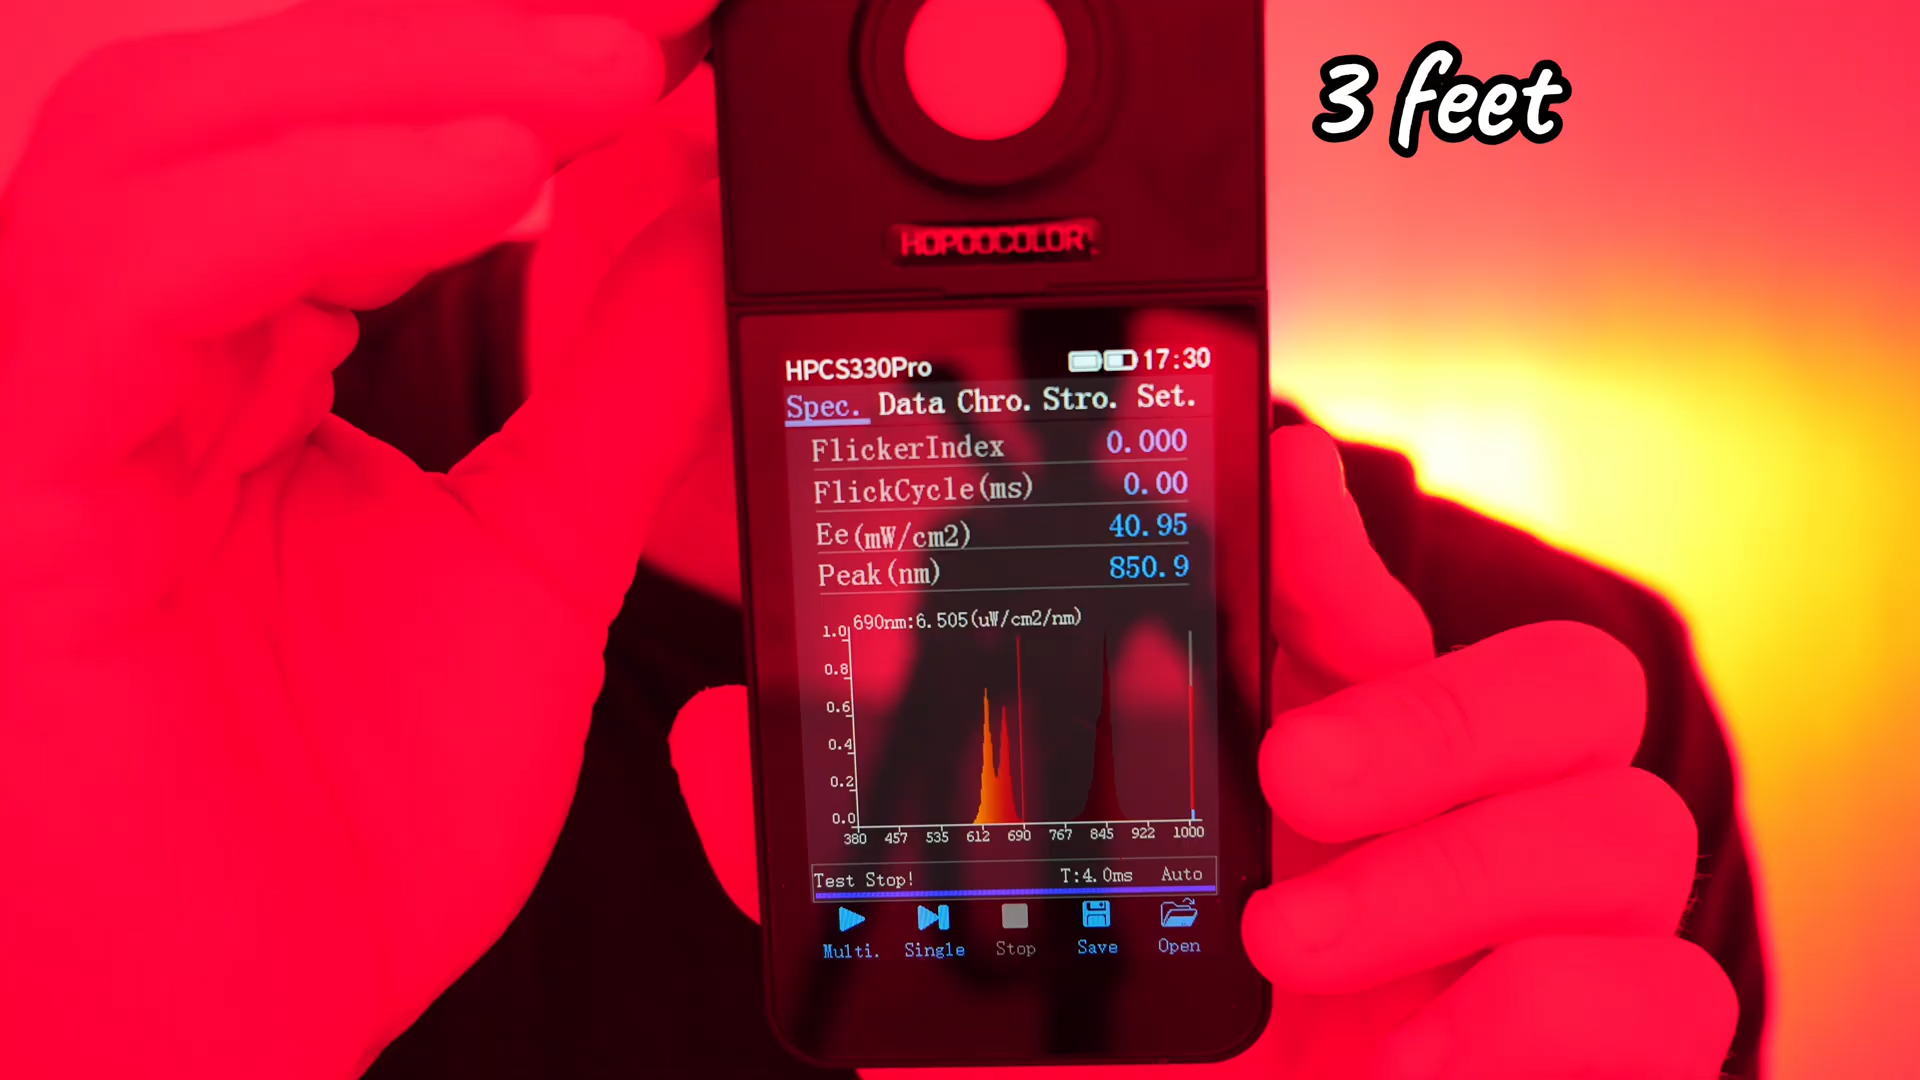 3 feet
HOPOOCOLOR
HPCS330Pro 17:30
Spec. Data Chro. Stro. Set.
FlickerIndex 0.000
FlickCycle(ms) 0.00
Ee(mW/cm2) 40.95
Peak(nm) 850.9
690nm:6.505(uW/cm2/nm)
1.0
0.8
0.6
0.4
0.2
0.0
380 457 535 612 690 767 845 922 1000
Test Stop! T:4.0ms Auto
Multi. Single Stop Save Open